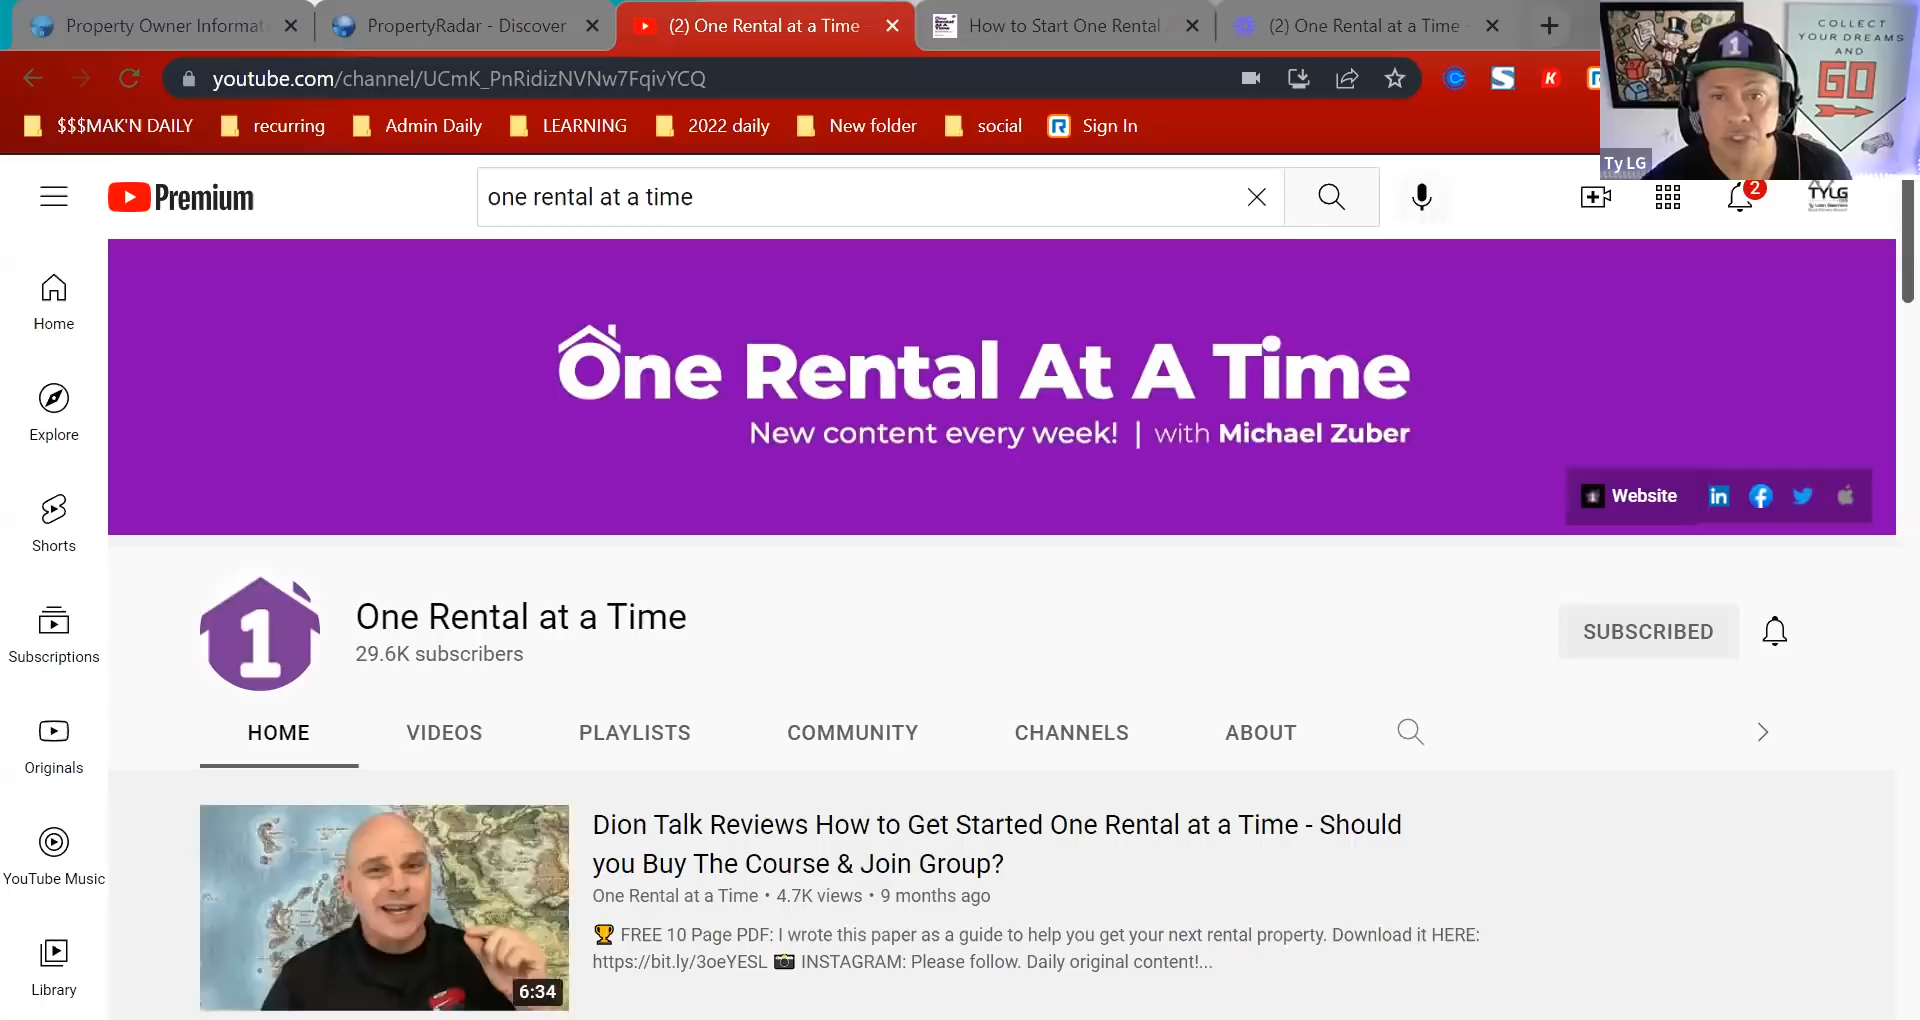 Property Owner Informat
PropertyRadar - Discover
(2) One Rental at a Time
How to Start One Rental
(2) One Rental at a Time
youtube.com/channel/UCmK_PnRidizNVNw7FqivYCQ
$$$MAK'N DAILY
recurring
Admin Daily
LEARNING
2022 daily
New folder
social
Sign In
COLLECT
YOUR DREAMS
AND
GO
Ty LG
Premium
one rental at a time
2
TYLG
One Rental At A Time
New content every week! | with Michael Zuber
Website
Home
Explore
Shorts
Subscriptions
Originals
YouTube Music
Library
1
One Rental at a Time
29.6K subscribers
SUBSCRIBED
HOME
VIDEOS
PLAYLISTS
COMMUNITY
CHANNELS
ABOUT
6:34
Dion Talk Reviews How to Get Started One Rental at a Time - Should
you Buy The Course & Join Group?
One Rental at a Time • 4.7K views • 9 months ago
🏆 FREE 10 Page PDF: I wrote this paper as a guide to help you get your next rental property. Download it HERE:
https://bit.ly/3oeYESL 📸 INSTAGRAM: Please follow. Daily original content!...